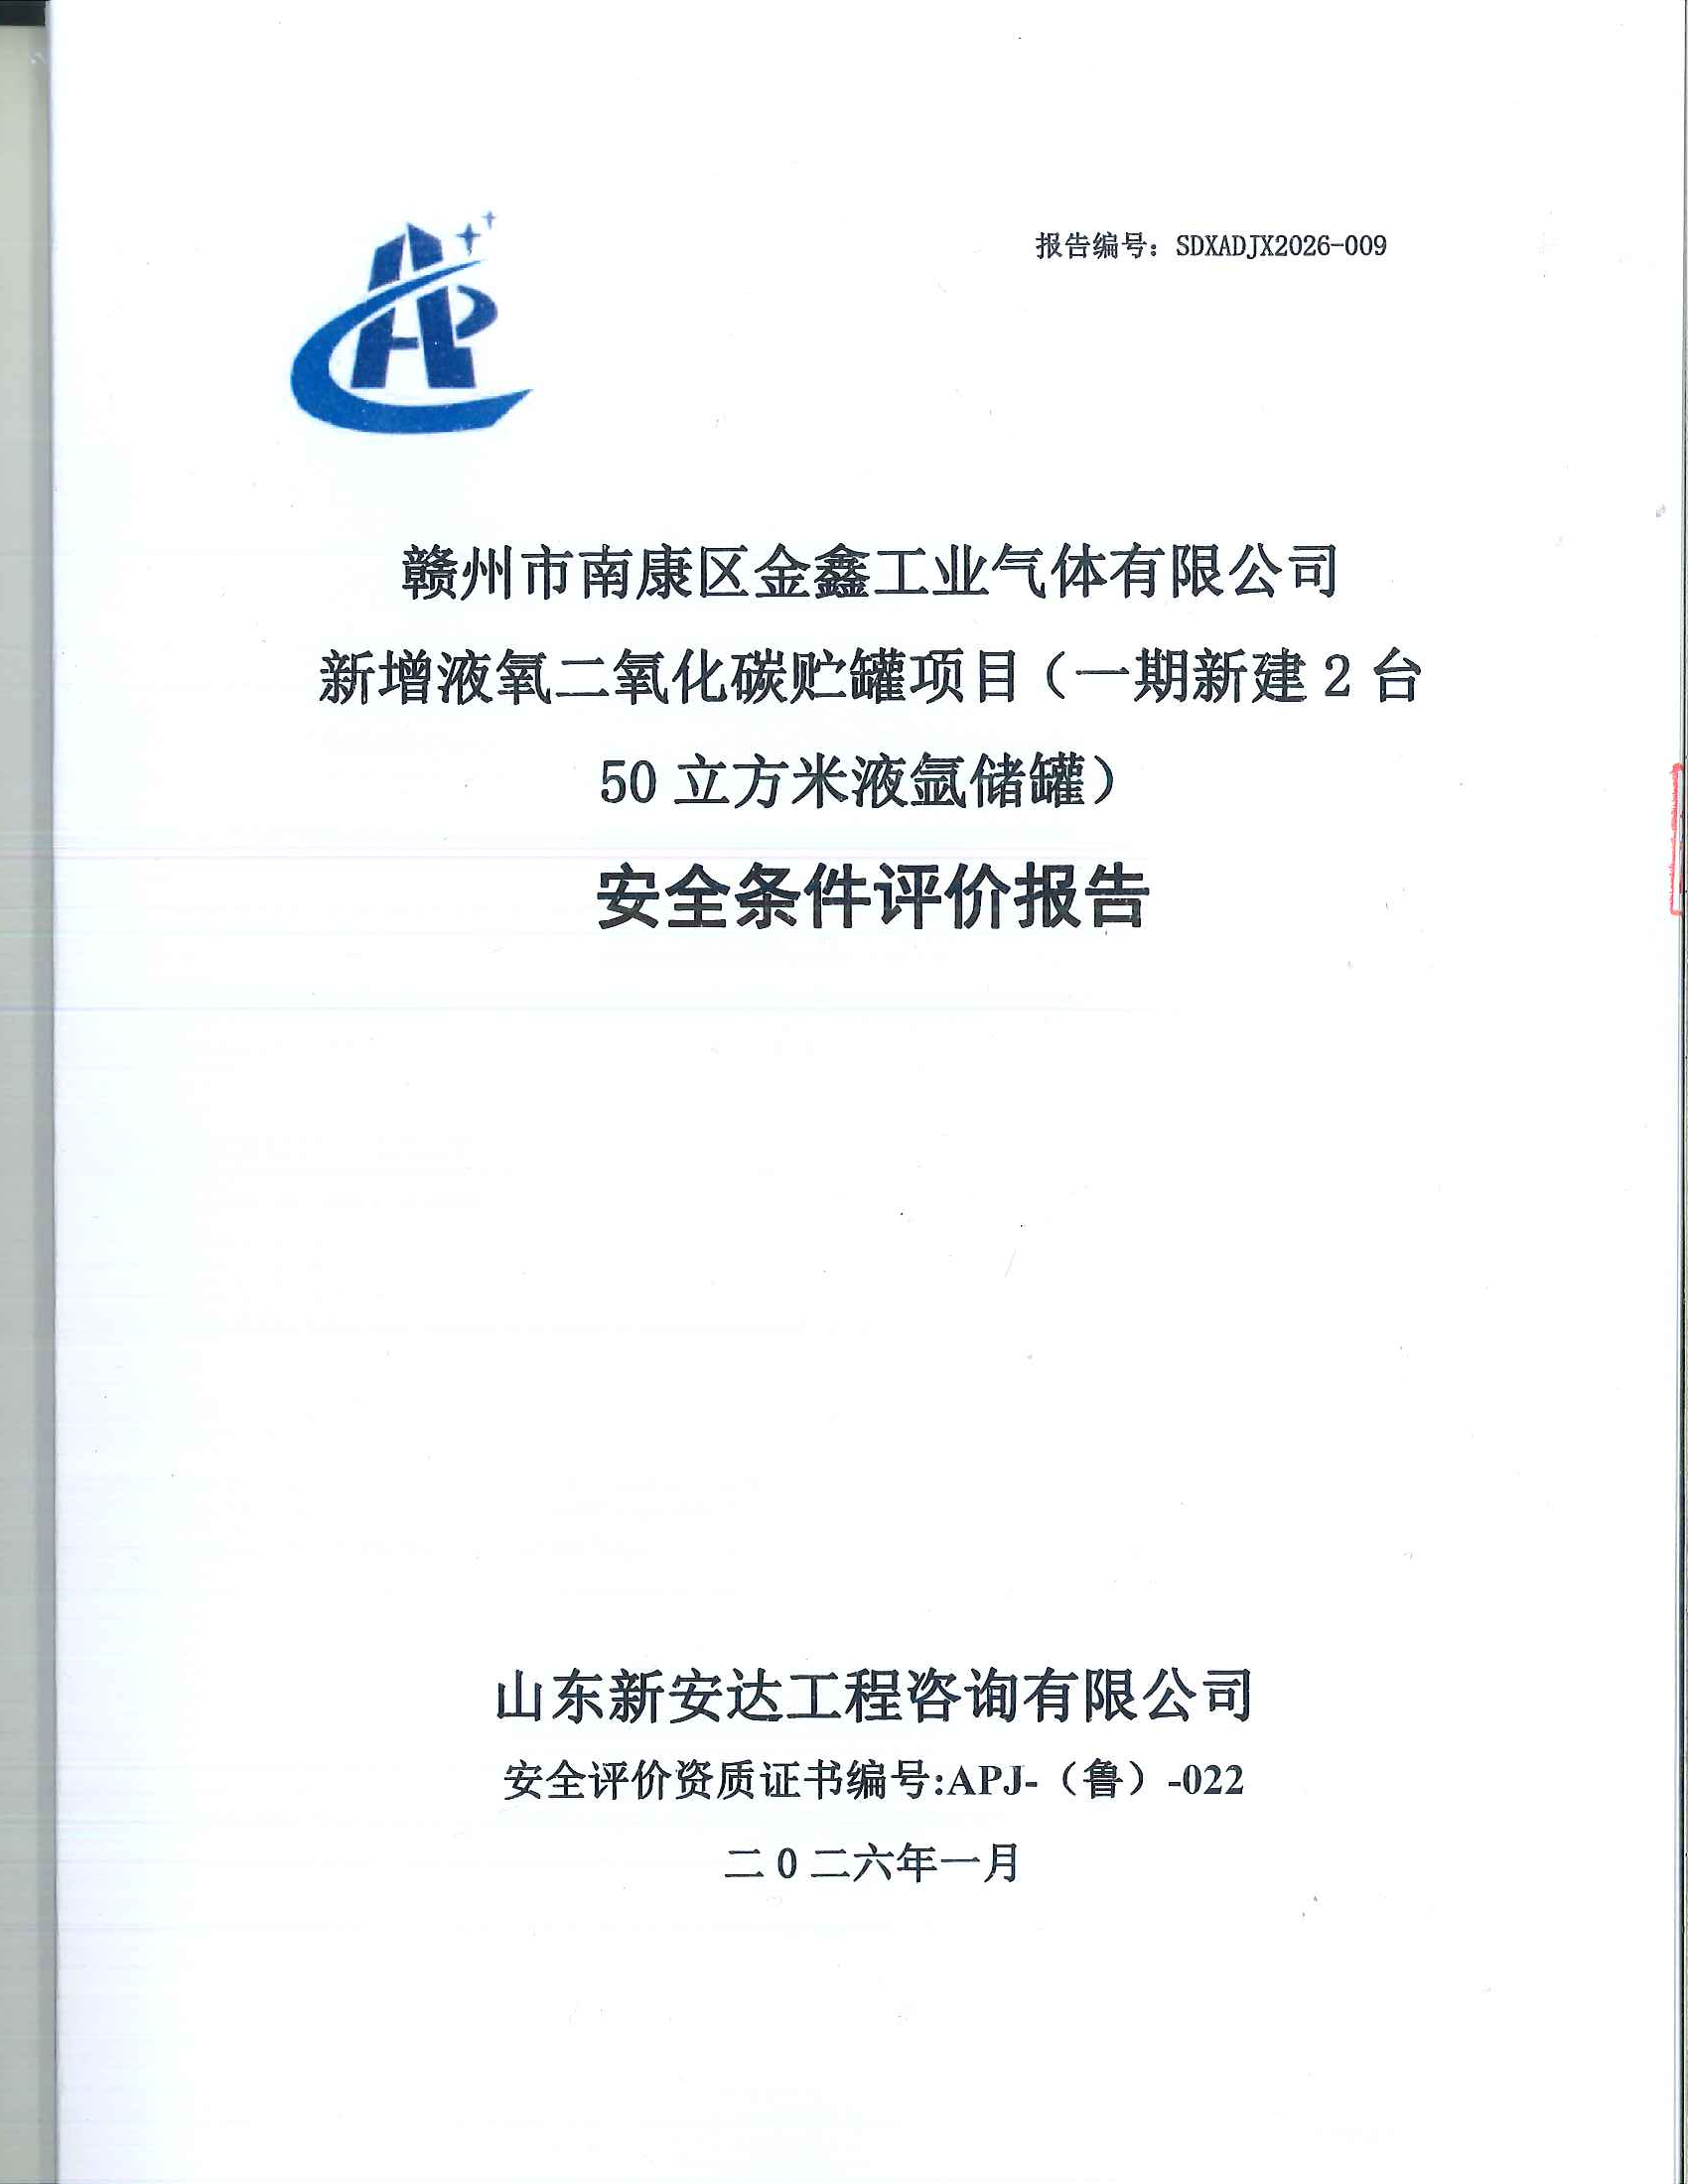 报告编号：SDXADJX2026-009
赣州市南康区金鑫工业气体有限公司
新增液氧二氧化碳贮罐项目（一期新建 2 台
50 立方米液氩储罐）
安全条件评价报告
山东新安达工程咨询有限公司
安全评价资质证书编号:APJ-（鲁）-022
二 0 二六年一月